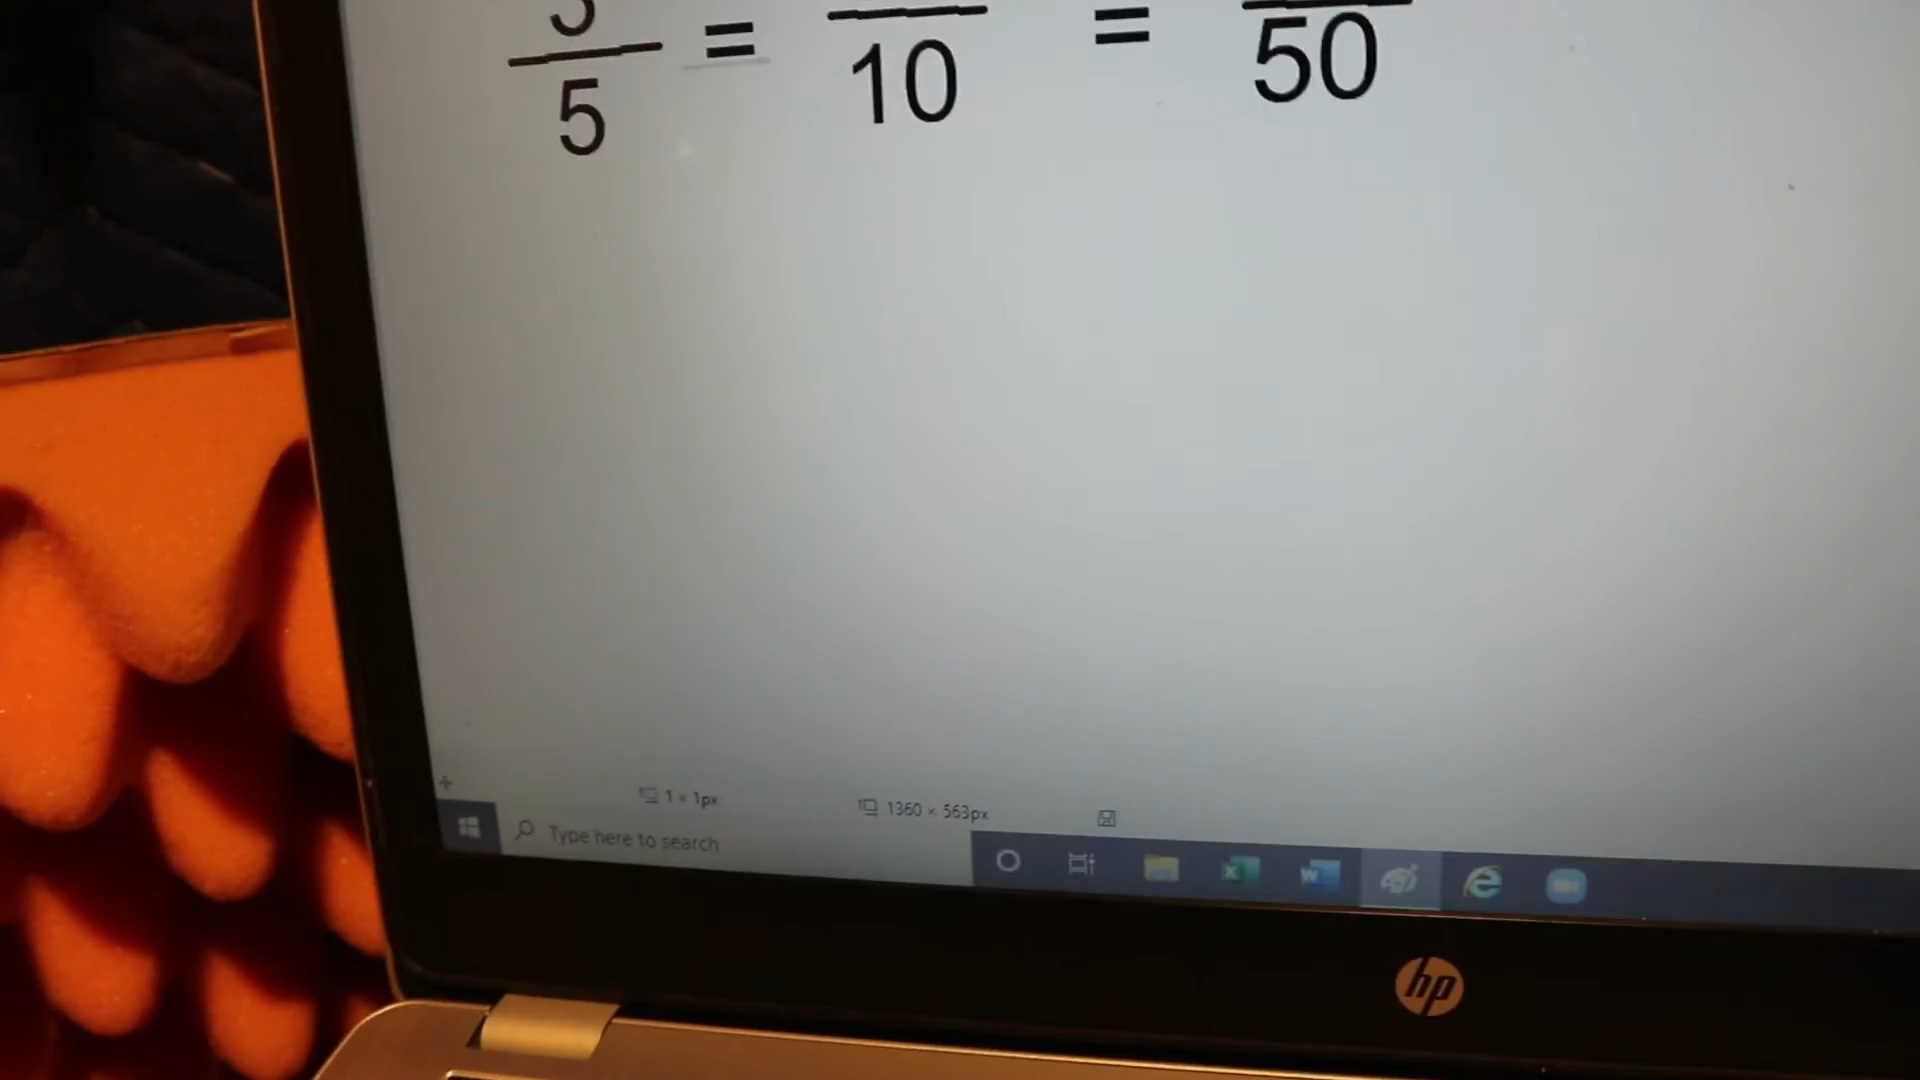 = =
5 10 50
1 × 1px 1360 × 563px
Type here to search
hp